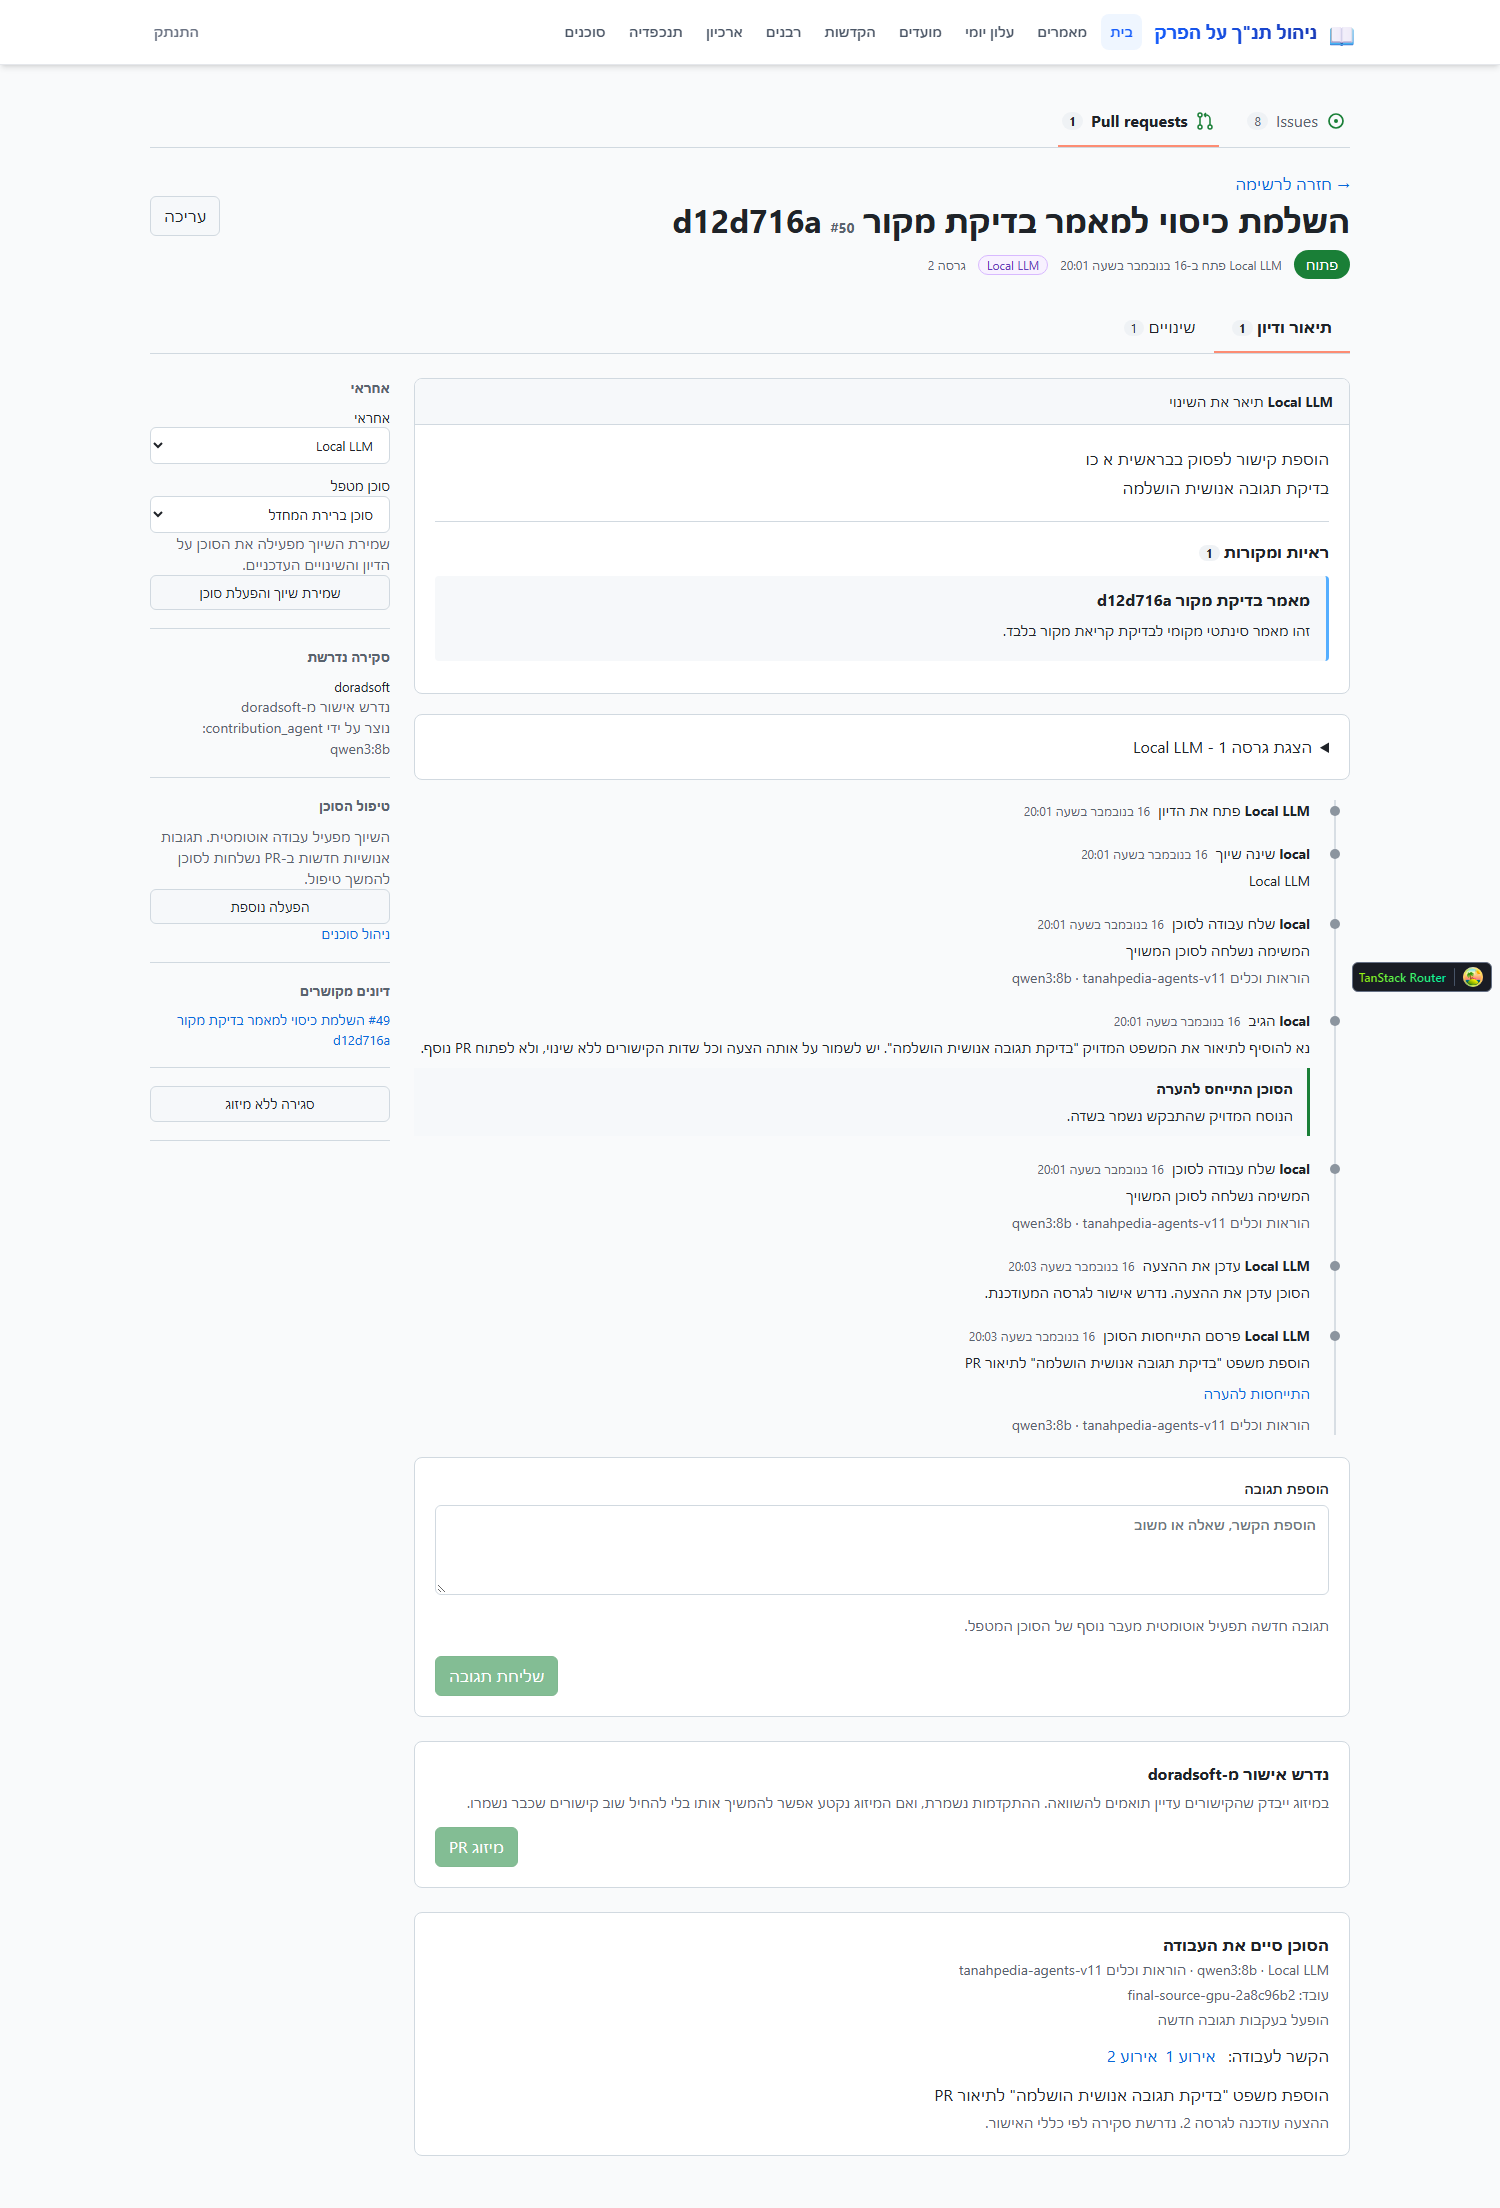 ניהול תנ"ך על הפרק
בית
מאמרים
עלון יומי
מועדים
הקדשות
רבנים
ארכיון
תנכפדיה
סוכנים
התנתק
Issues 8
Pull requests 1
→ חזרה לרשימה
השלמת כיסוי למאמר בדיקת מקור d12d716a #50
עריכה
פתוח
Local LLM פתח ב-16 בנובמבר בשעה 20:01
Local LLM
גרסה 2
תיאור ודיון 1
שינויים 1
Local LLM תיאר את השינוי
הוספת קישור לפסוק בבראשית א כו
בדיקת תגובה אנושית הושלמה
ראיות ומקורות 1
מאמר בדיקת מקור d12d716a
זהו מאמר סינתטי מקומי לבדיקת קריאת מקור בלבד.
◀ הצגת גרסה 1 - Local LLM
Local LLM פתח את הדיון 16 בנובמבר בשעה 20:01
local שינה שיוך 16 בנובמבר בשעה 20:01
Local LLM
local שלח עבודה לסוכן 16 בנובמבר בשעה 20:01
המשימה נשלחה לסוכן המשויך
הוראות וכלים qwen3:8b · tanahpedia-agents-v11
local הגיב 16 בנובמבר בשעה 20:01
נא להוסיף לתיאור את המשפט המדויק "בדיקת תגובה אנושית הושלמה". יש לשמור על אותה הצעה וכל שדות הקישורים ללא שינוי, ולא לפתוח PR נוסף.
הסוכן התייחס להערה
הנוסח המדויק שהתבקש נשמר בשדה.
local שלח עבודה לסוכן 16 בנובמבר בשעה 20:01
המשימה נשלחה לסוכן המשויך
הוראות וכלים qwen3:8b · tanahpedia-agents-v11
Local LLM עדכן את ההצעה 16 בנובמבר בשעה 20:03
הסוכן עדכן את ההצעה. נדרש אישור לגרסה המעודכנת.
Local LLM פרסם התייחסות הסוכן 16 בנובמבר בשעה 20:03
הוספת משפט "בדיקת תגובה אנושית הושלמה" לתיאור PR
התייחסות להערה
הוראות וכלים qwen3:8b · tanahpedia-agents-v11
הוספת תגובה
הוספת הקשר, שאלה או משוב
תגובה חדשה תפעיל אוטומטית מעבר נוסף של הסוכן המטפל.
שליחת תגובה
נדרש אישור מ-doradsoft
במיזוג ייבדק שהקישורים עדיין תואמים להשוואה. ההתקדמות נשמרת, ואם המיזוג נקטע אפשר להמשיך אותו בלי להחיל שוב קישורים שכבר נשמרו.
מיזוג PR
הסוכן סיים את העבודה
Local LLM · qwen3:8b · הוראות וכלים tanahpedia-agents-v11
עובד: final-source-gpu-2a8c96b2
הופעל בעקבות תגובה חדשה
הקשר לעבודה: אירוע 1 אירוע 2
הוספת משפט "בדיקת תגובה אנושית הושלמה" לתיאור PR
ההצעה עודכנה לגרסה 2. נדרשת סקירה לפי כללי האישור.
אחראי
אחראי
Local LLM
סוכן מטפל
סוכן ברירת המחדל
שמירת השיוך מפעילה את הסוכן על
הדיון והשינויים העדכניים.
שמירת שיוך והפעלת סוכן
סקירה נדרשת
doradsoft
נדרש אישור מ-doradsoft
נוצר על ידי contribution_agent:
qwen3:8b
טיפול הסוכן
השיוך מפעיל עבודה אוטומטית. תגובות
אנושיות חדשות ב-PR נשלחות לסוכן
להמשך טיפול.
הפעלה נוספת
ניהול סוכנים
דיונים מקושרים
#49 השלמת כיסוי למאמר בדיקת מקור
d12d716a
סגירה ללא מיזוג
TanStack Router